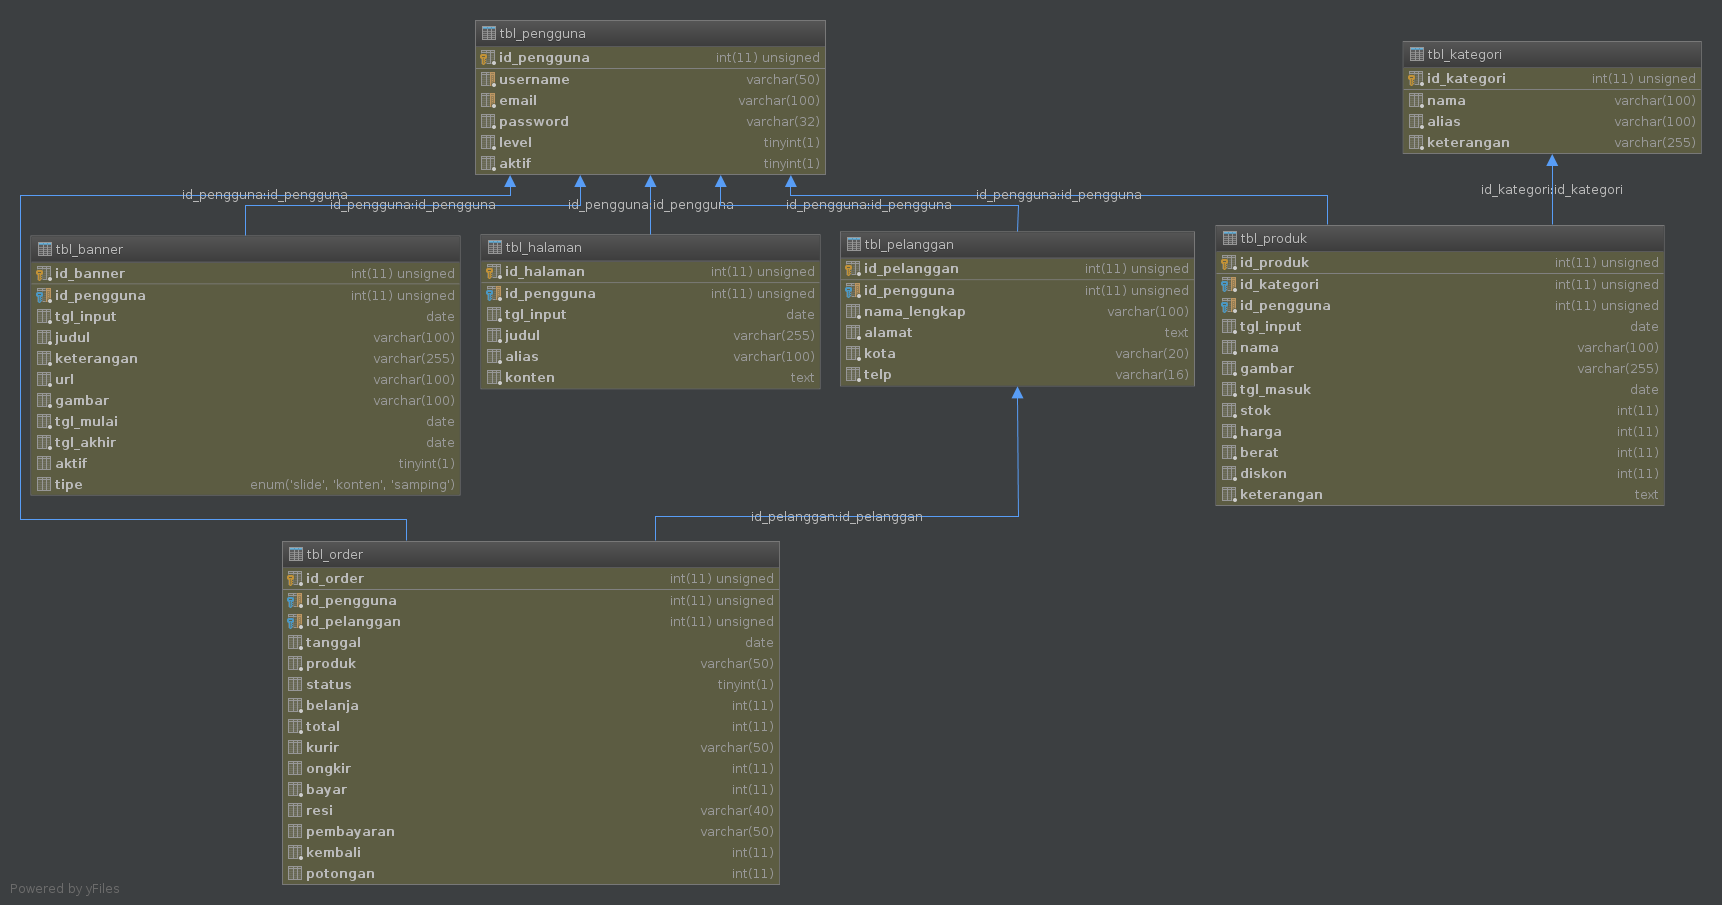 tbl_pengguna
id_pengguna int(11) unsigned
username varchar(50)
email varchar(100)
password varchar(32)
level tinyint(1)
aktif tinyint(1)
tbl_kategori
id_kategori int(11) unsigned
nama varchar(100)
alias varchar(100)
keterangan varchar(255)
id_pengguna:id_pengguna
id_pengguna:id_pengguna
id_pengguna:id_pengguna
id_pengguna:id_pengguna
id_pengguna:id_pengguna
id_kategori:id_kategori
tbl_banner
id_banner int(11) unsigned
id_pengguna int(11) unsigned
tgl_input date
judul varchar(100)
keterangan varchar(255)
url varchar(100)
gambar varchar(100)
tgl_mulai date
tgl_akhir date
aktif tinyint(1)
tipe enum('slide', 'konten', 'samping')
tbl_halaman
id_halaman int(11) unsigned
id_pengguna int(11) unsigned
tgl_input date
judul varchar(255)
alias varchar(100)
konten text
tbl_pelanggan
id_pelanggan int(11) unsigned
id_pengguna int(11) unsigned
nama_lengkap varchar(100)
alamat text
kota varchar(20)
telp varchar(16)
tbl_produk
id_produk int(11) unsigned
id_kategori int(11) unsigned
id_pengguna int(11) unsigned
tgl_input date
nama varchar(100)
gambar varchar(255)
tgl_masuk date
stok int(11)
harga int(11)
berat int(11)
diskon int(11)
keterangan text
id_pelanggan:id_pelanggan
tbl_order
id_order int(11) unsigned
id_pengguna int(11) unsigned
id_pelanggan int(11) unsigned
tanggal date
produk varchar(50)
status tinyint(1)
belanja int(11)
total int(11)
kurir varchar(50)
ongkir int(11)
bayar int(11)
resi varchar(40)
pembayaran varchar(50)
kembali int(11)
potongan int(11)
Powered by yFiles